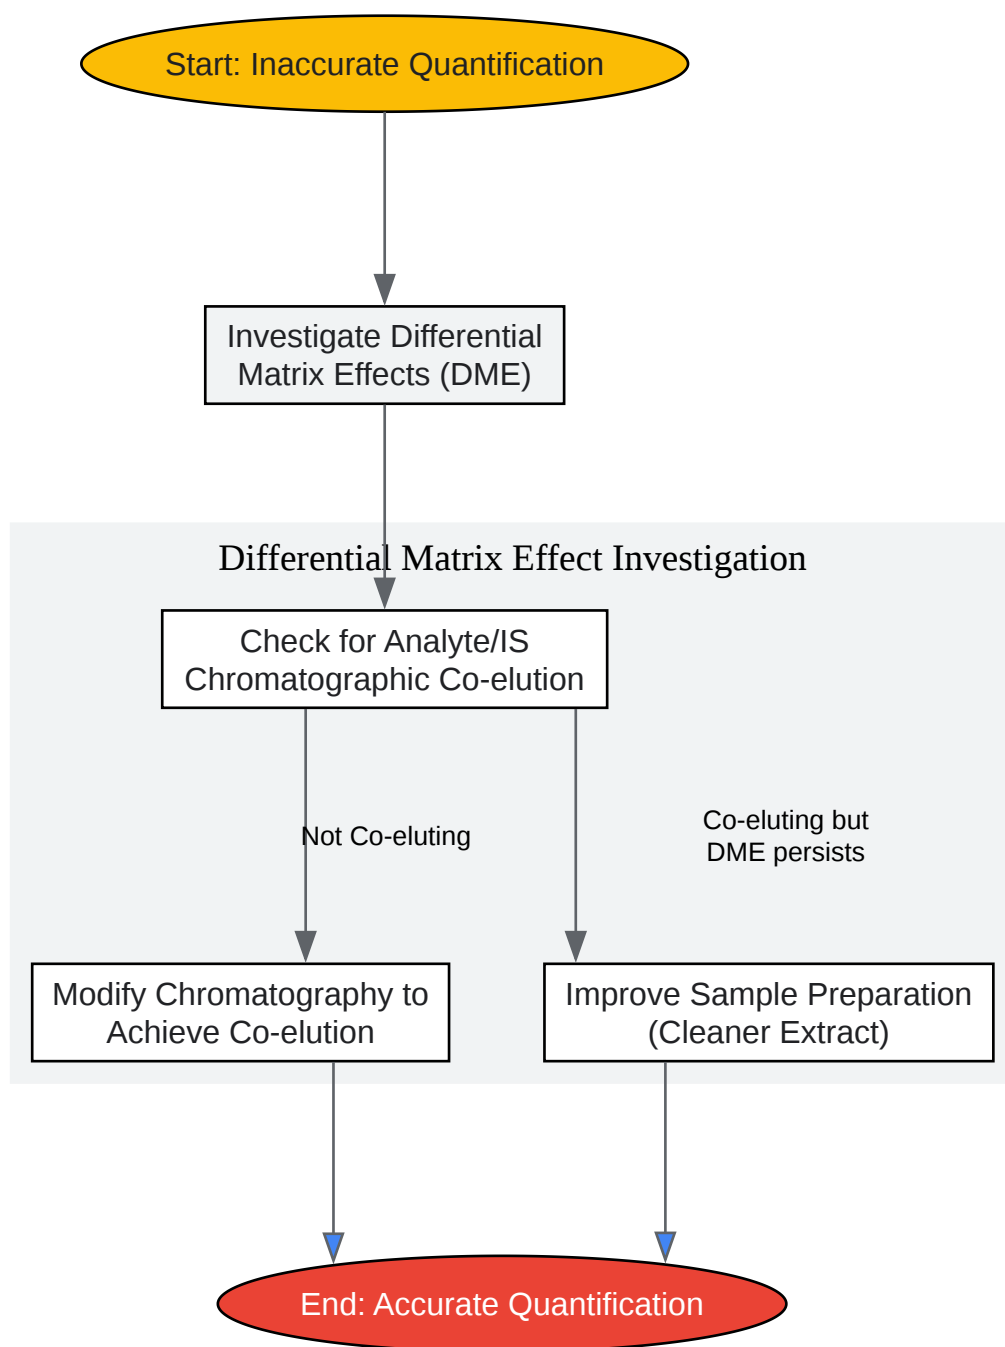 Start: Inaccurate Quantification
Investigate Differential
Matrix Effects (DME)
Differential Matrix Effect Investigation
Check for Analyte/IS
Chromatographic Co-elution
Not Co-eluting
Co-eluting but
DME persists
Modify Chromatography to
Achieve Co-elution
Improve Sample Preparation
(Cleaner Extract)
End: Accurate Quantification